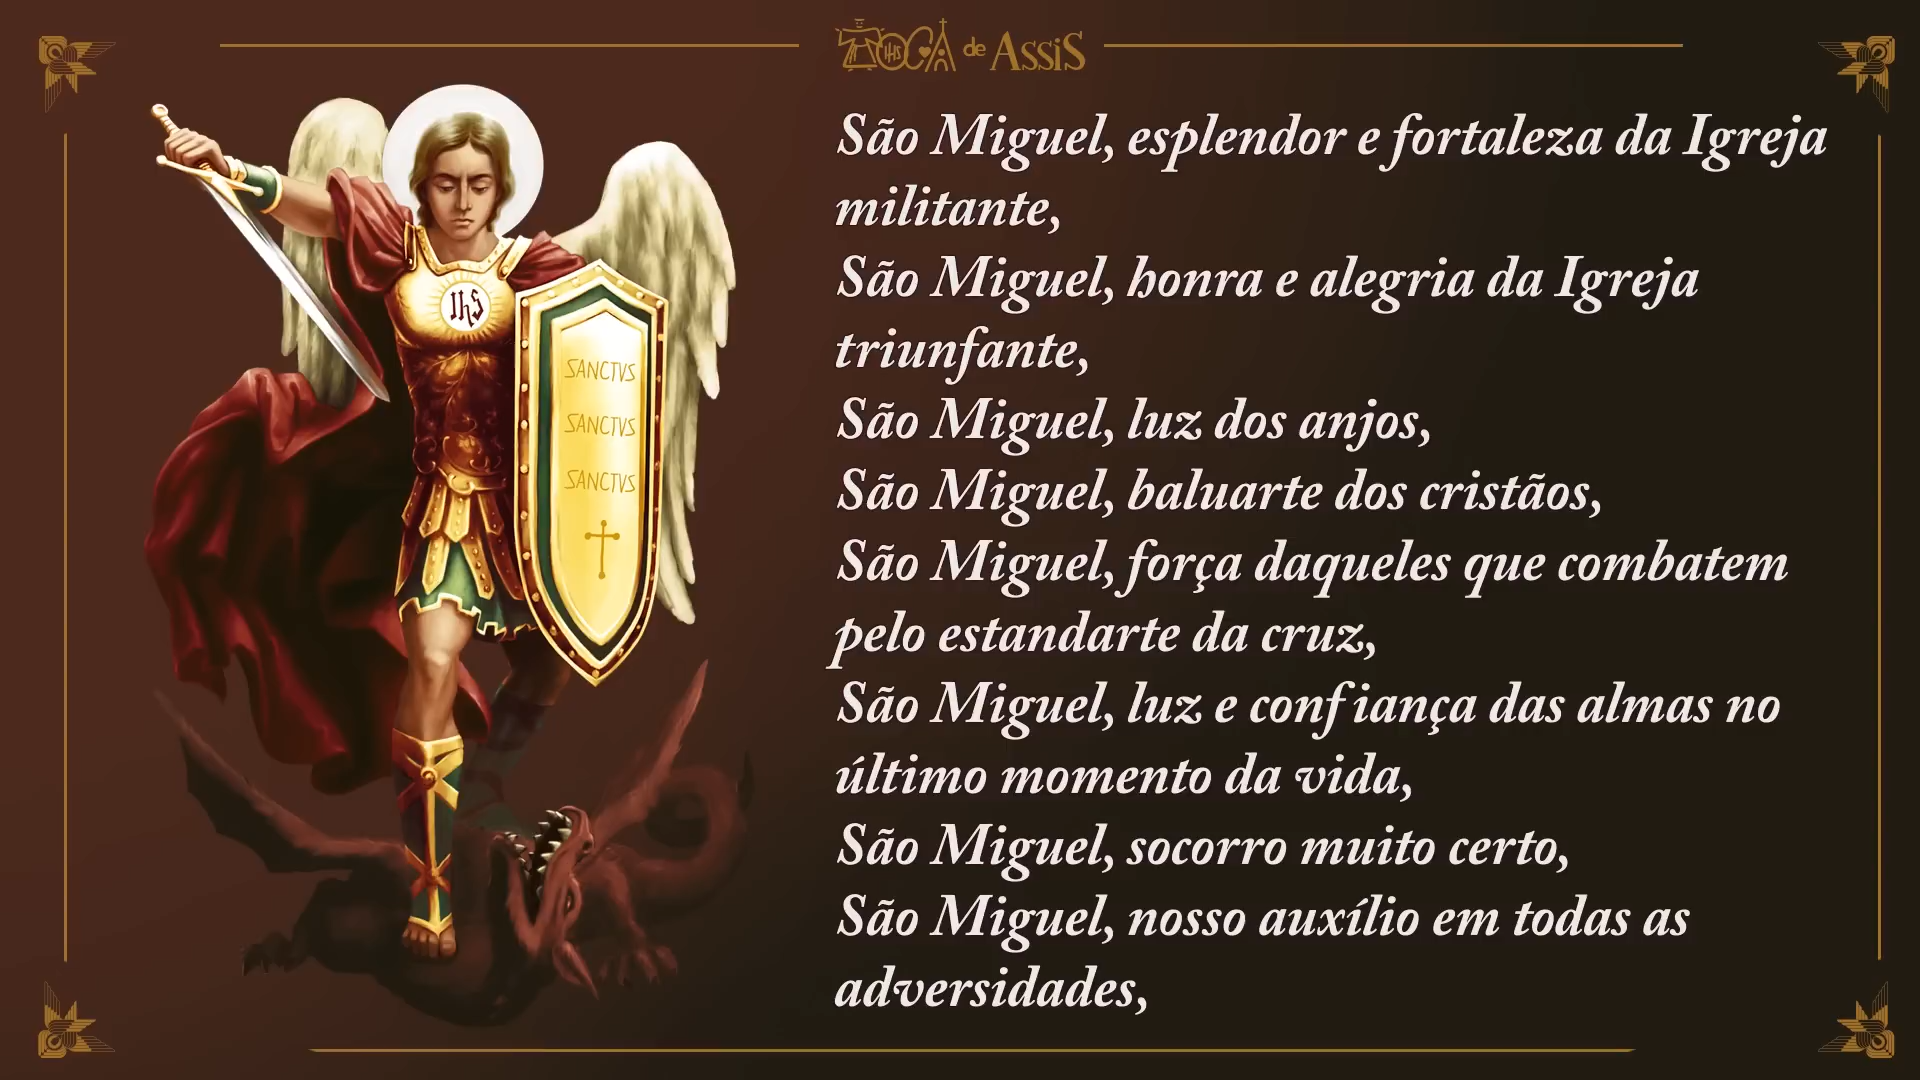 TOCA de ASSIS
IHS
São Miguel, esplendor e fortaleza da Igreja
militante,
São Miguel, honra e alegria da Igreja
triunfante,
São Miguel, luz dos anjos,
São Miguel, baluarte dos cristãos,
São Miguel, força daqueles que combatem
pelo estandarte da cruz,
São Miguel, luz e confiança das almas no
último momento da vida,
São Miguel, socorro muito certo,
São Miguel, nosso auxílio em todas as
adversidades,
IhS
SANCTVS
SANCTVS
SANCTVS